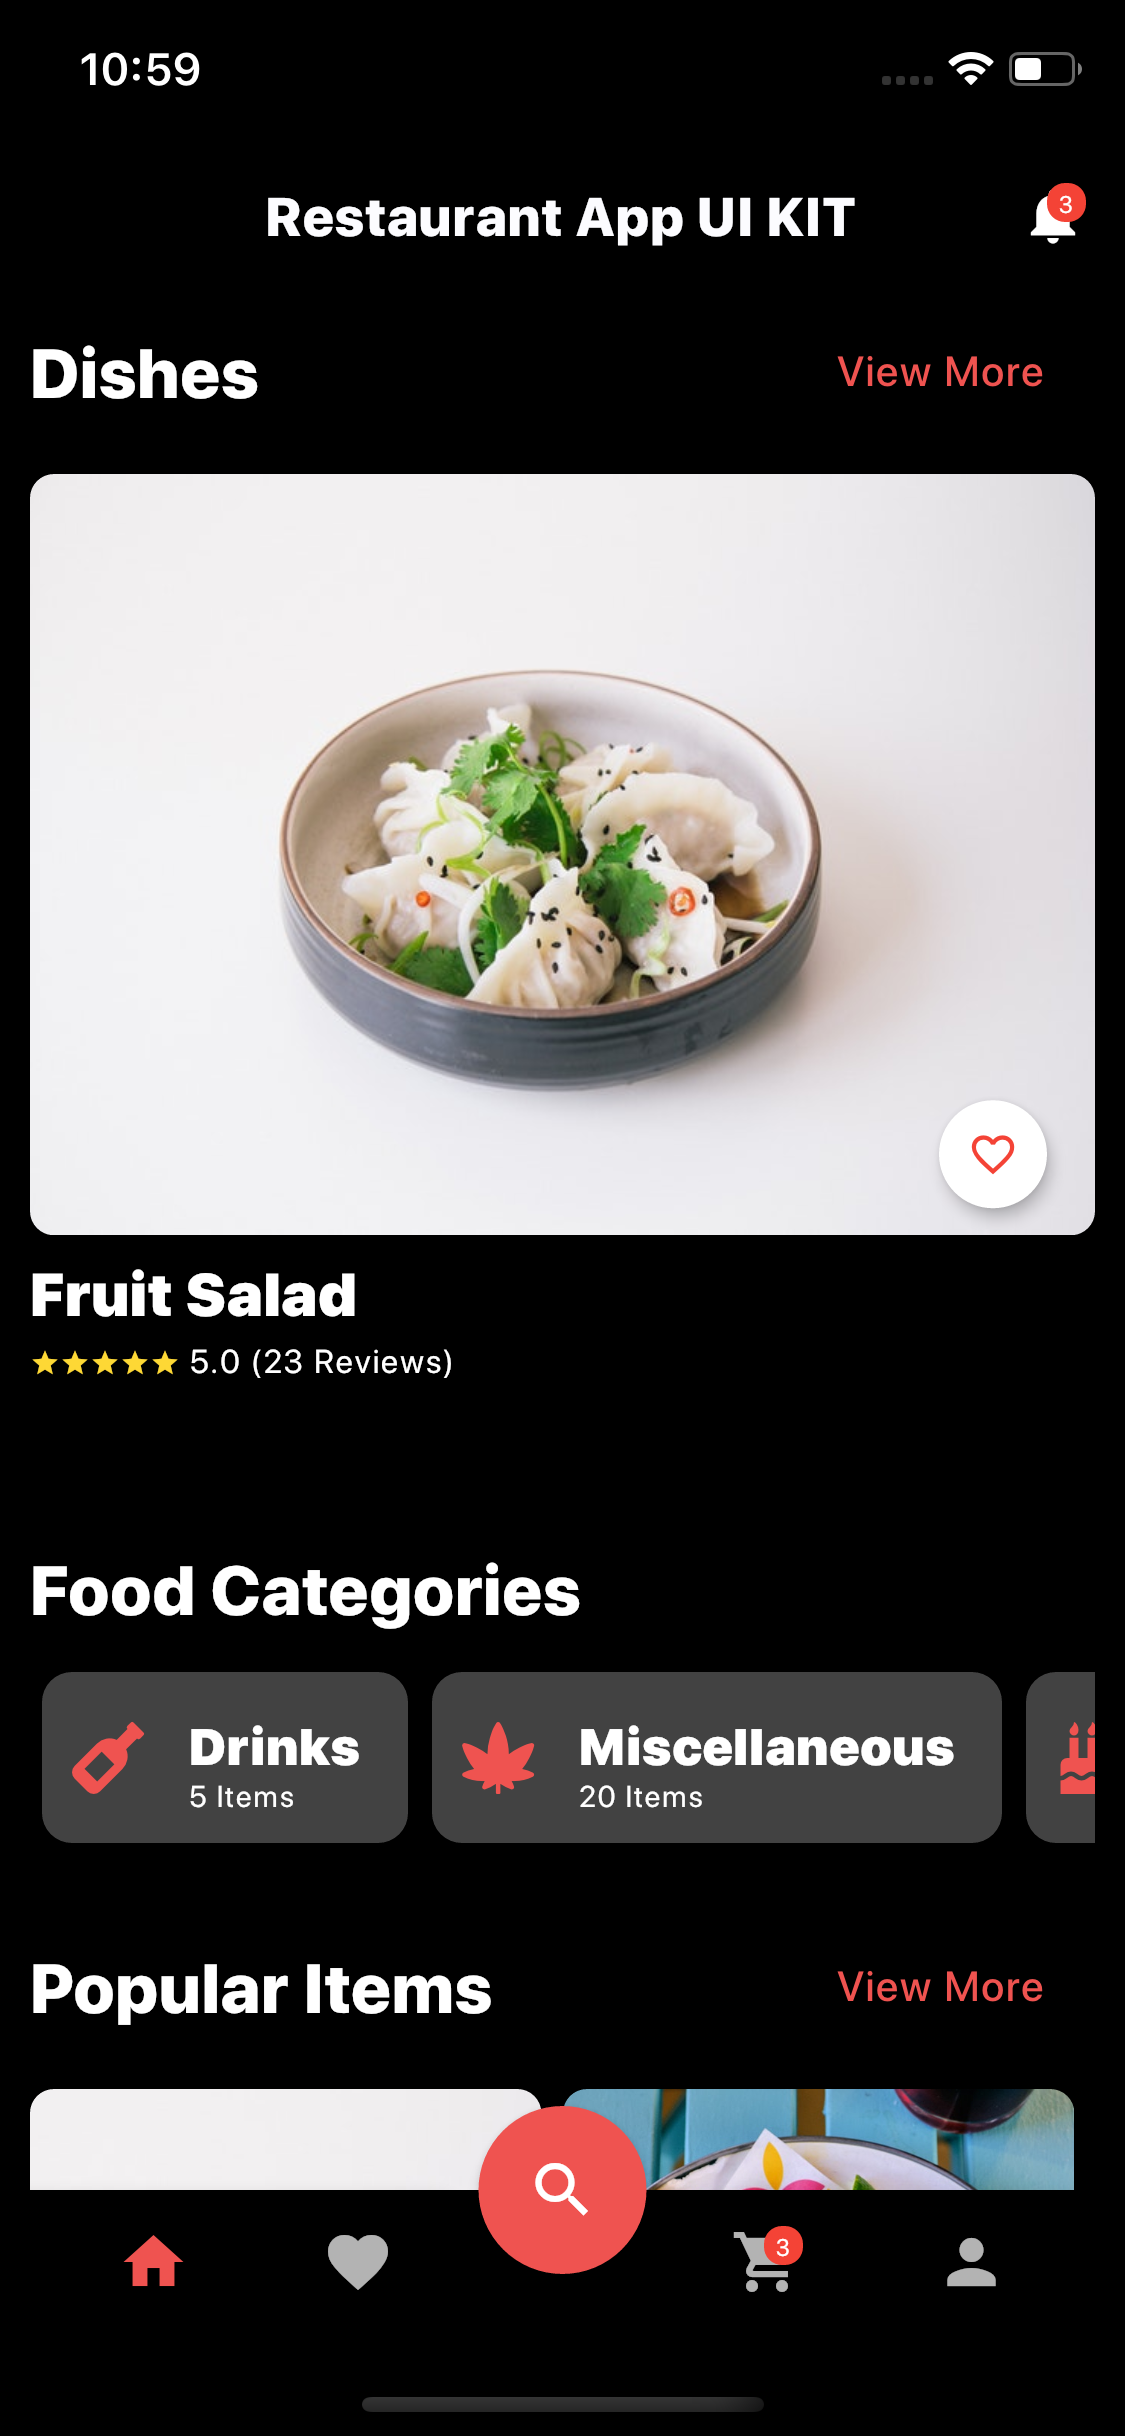 10:59
Restaurant App UI KIT
3
Dishes
View More
Fruit Salad
5.0 (23 Reviews)
Food Categories
Drinks
5 Items
Miscellaneous
20 Items
Popular Items
View More
3